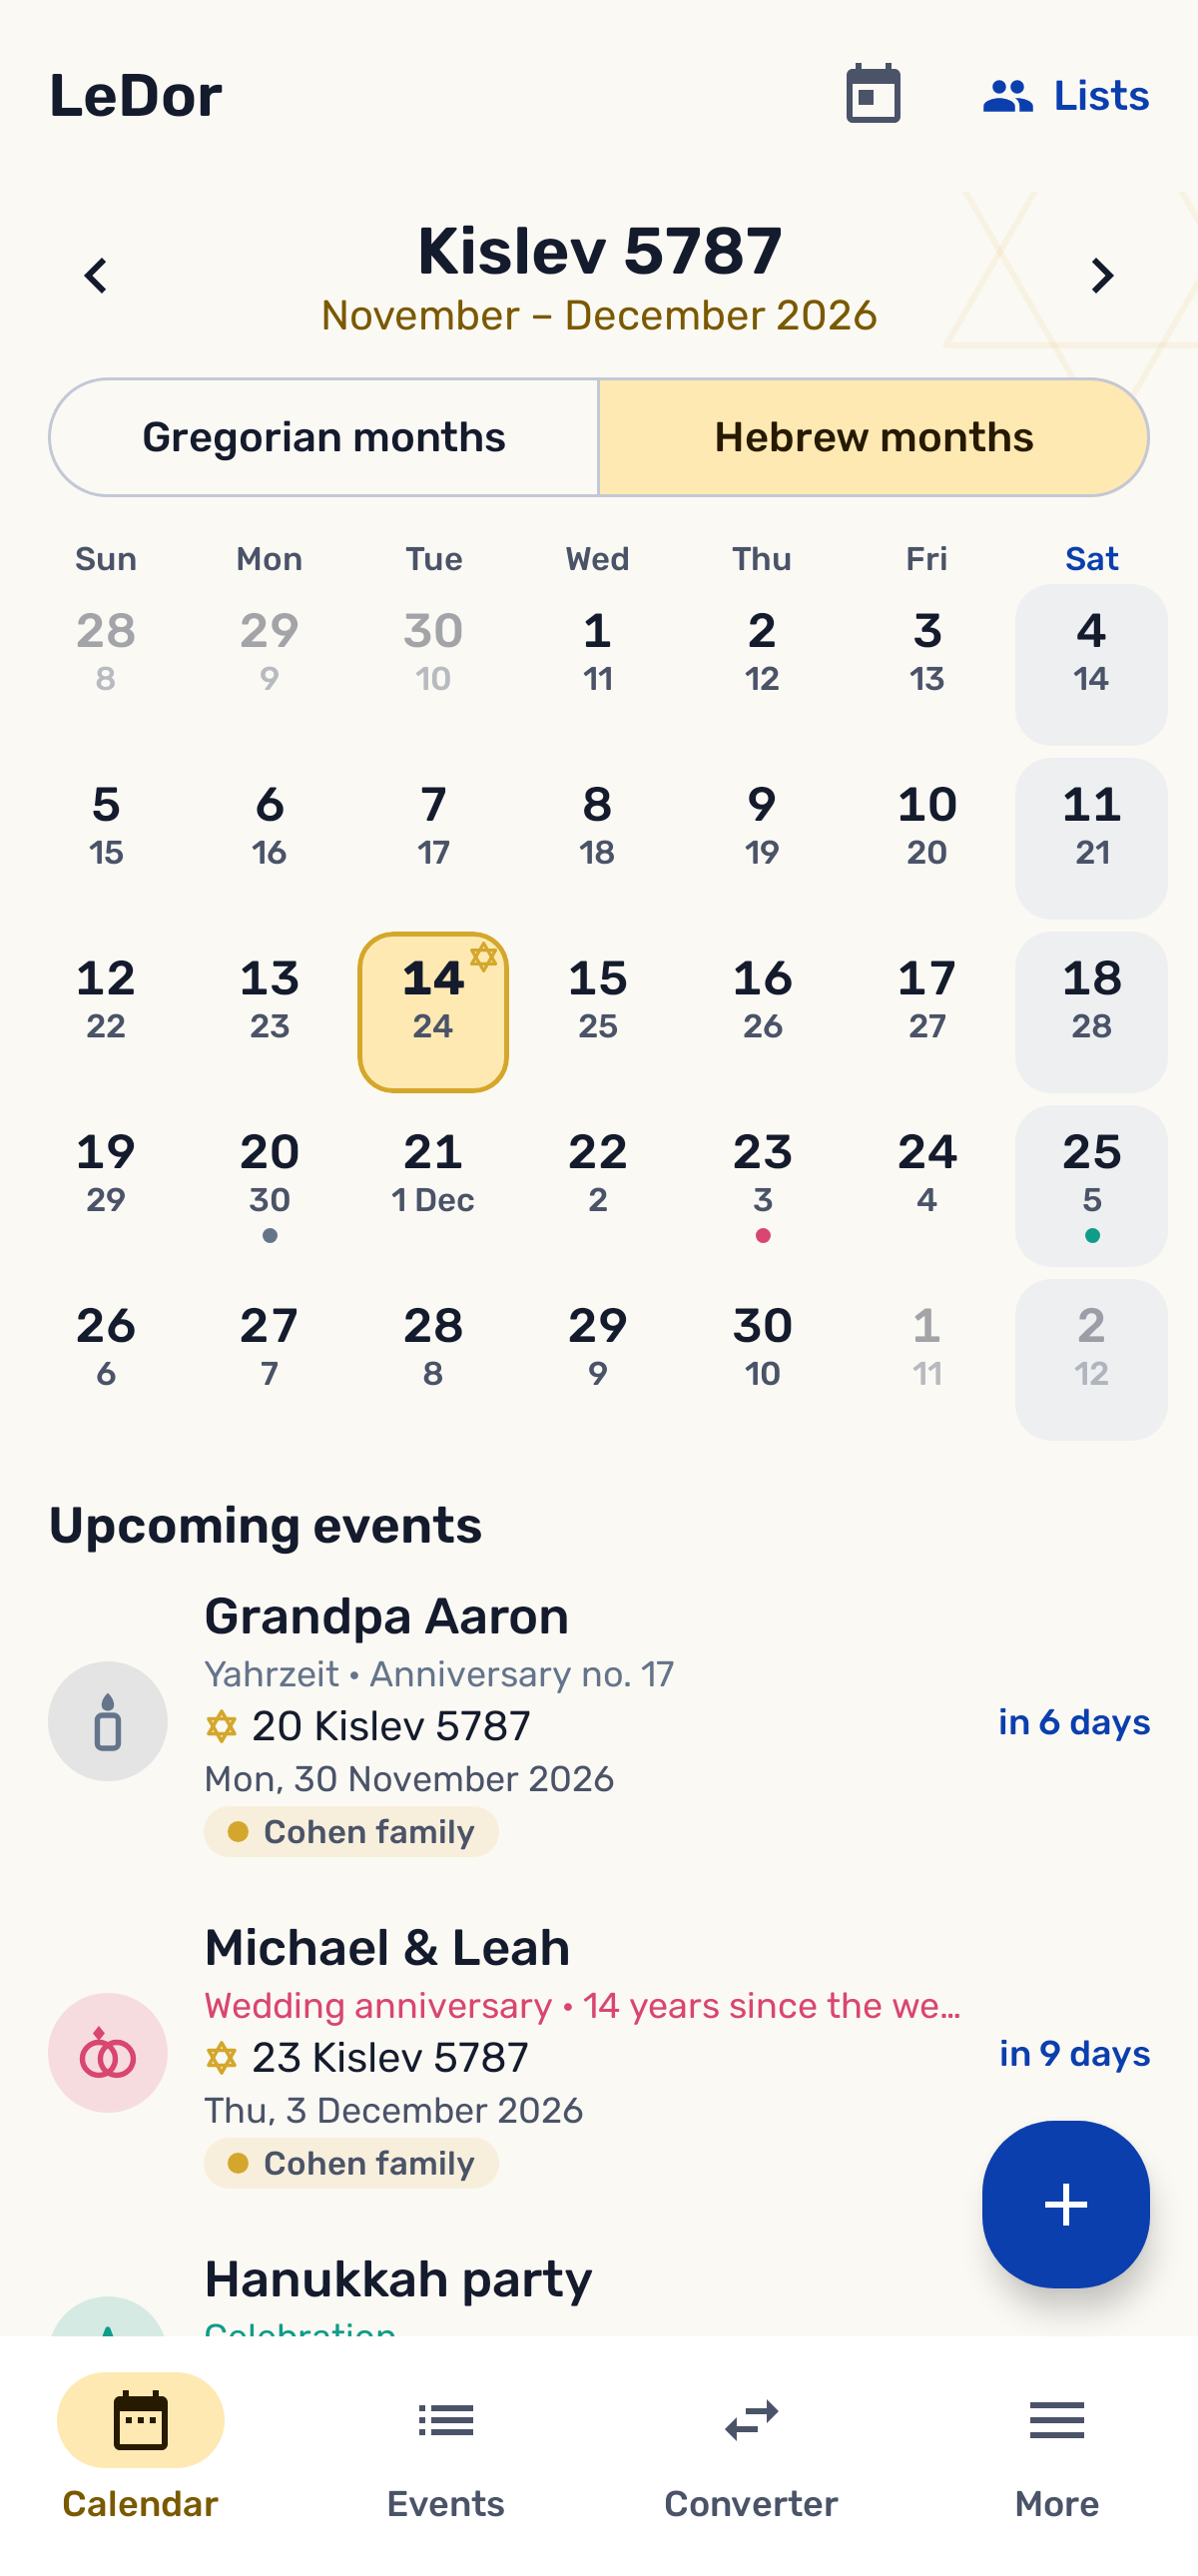 LeDor
Lists
Kislev 5787
November – December 2026
Gregorian months
Hebrew months
Sun Mon Tue Wed Thu Fri Sat
28 29 30 1 2 3 4
8 9 10 11 12 13 14
5 6 7 8 9 10 11
15 16 17 18 19 20 21
12 13 14 15 16 17 18
22 23 24 25 26 27 28
19 20 21 22 23 24 25
29 30 1 Dec 2 3 4 5
26 27 28 29 30 1 2
6 7 8 9 10 11 12
Upcoming events
Grandpa Aaron
Yahrzeit • Anniversary no. 17
20 Kislev 5787
in 6 days
Mon, 30 November 2026
Cohen family
Michael & Leah
Wedding anniversary • 14 years since the we…
23 Kislev 5787
in 9 days
Thu, 3 December 2026
Cohen family
Hanukkah party
Celebration
Calendar Events Converter More